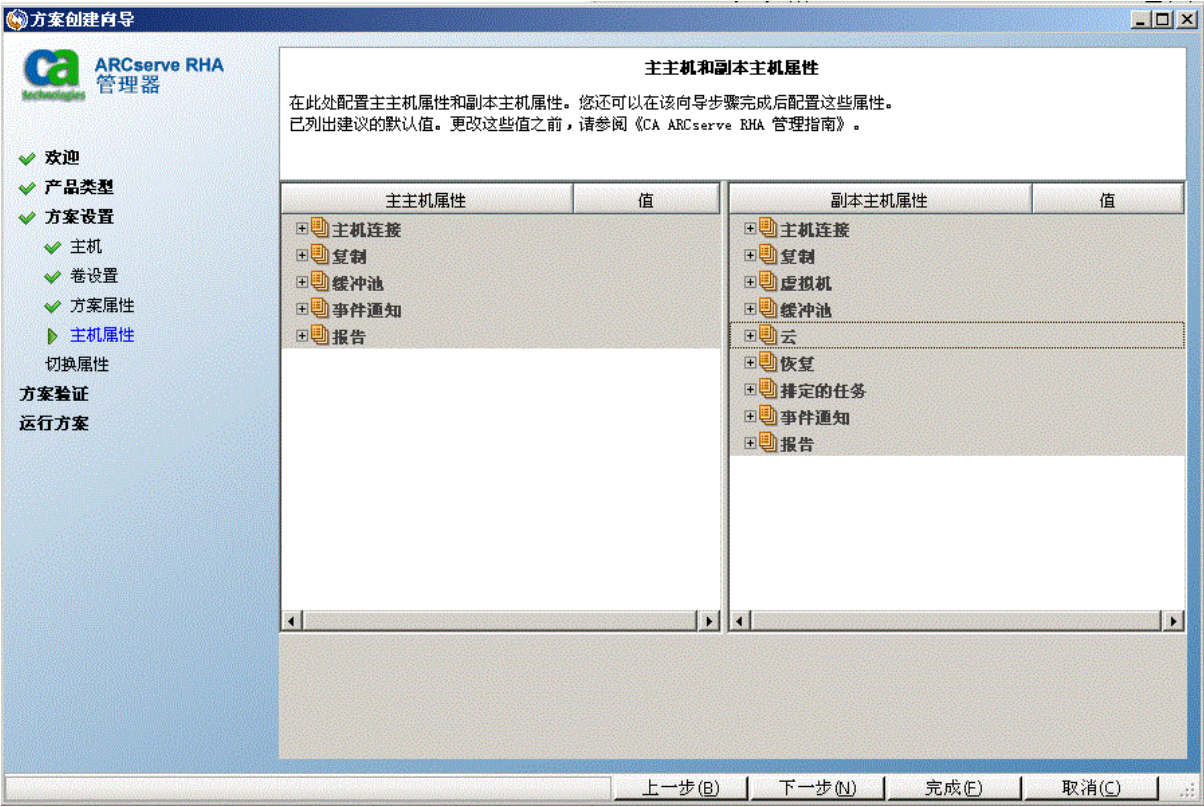 方案创建向导
ca
technologies
ARCserve RHA
管理器
欢迎
产品类型
方案设置
主机
卷设置
方案属性
主机属性
切换属性
方案验证
运行方案
主主机和副本主机属性
在此处配置主主机属性和副本主机属性。您还可以在该向导步骤完成后配置这些属性。
已列出建议的默认值。更改这些值之前，请参阅《CA ARCserve RHA 管理指南》。
主主机属性 值
主机连接
复制
缓冲池
事件通知
报告
副本主机属性 值
主机连接
复制
虚拟机
缓冲池
云
恢复
排定的任务
事件通知
报告
上一步(B) 下一步(N) 完成(F) 取消(C)